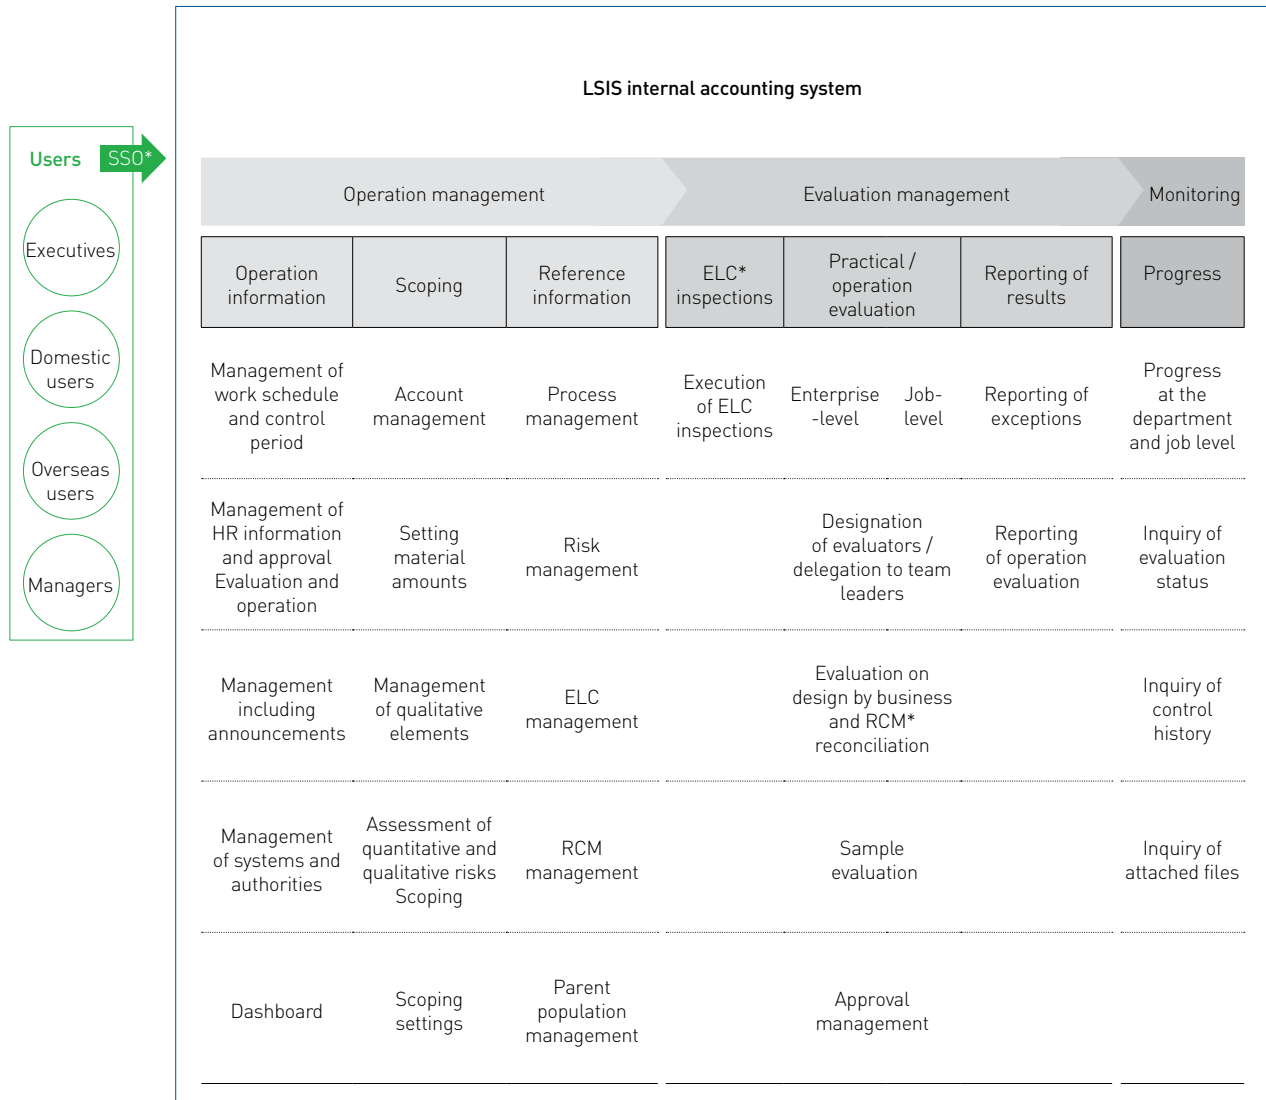 LSIS internal accounting system
Users
SSO*
Executives
Domestic
users
Overseas
users
Managers
Operation management
Evaluation management
Monitoring
Operation
information
Scoping
Reference
information
ELC*
inspections
Practical /
operation
evaluation
Reporting of
results
Progress
Management of
work schedule
and control
period
Account
management
Process
management
Execution
of ELC
inspections
Enterprise
-level
Job-
level
Reporting of
exceptions
Progress
at the
department
and job level
Management of
HR information
and approval
Evaluation and
operation
Setting
material
amounts
Risk
management
Designation
of evaluators /
delegation to team
leaders
Reporting
of operation
evaluation
Inquiry of
evaluation
status
Management
including
announcements
Management
of qualitative
elements
ELC
management
Evaluation on
design by business
and RCM*
reconciliation
Inquiry of
control
history
Management
of systems and
authorities
Assessment of
quantitative and
qualitative risks
Scoping
RCM
management
Sample
evaluation
Inquiry of
attached files
Dashboard
Scoping
settings
Parent
population
management
Approval
management